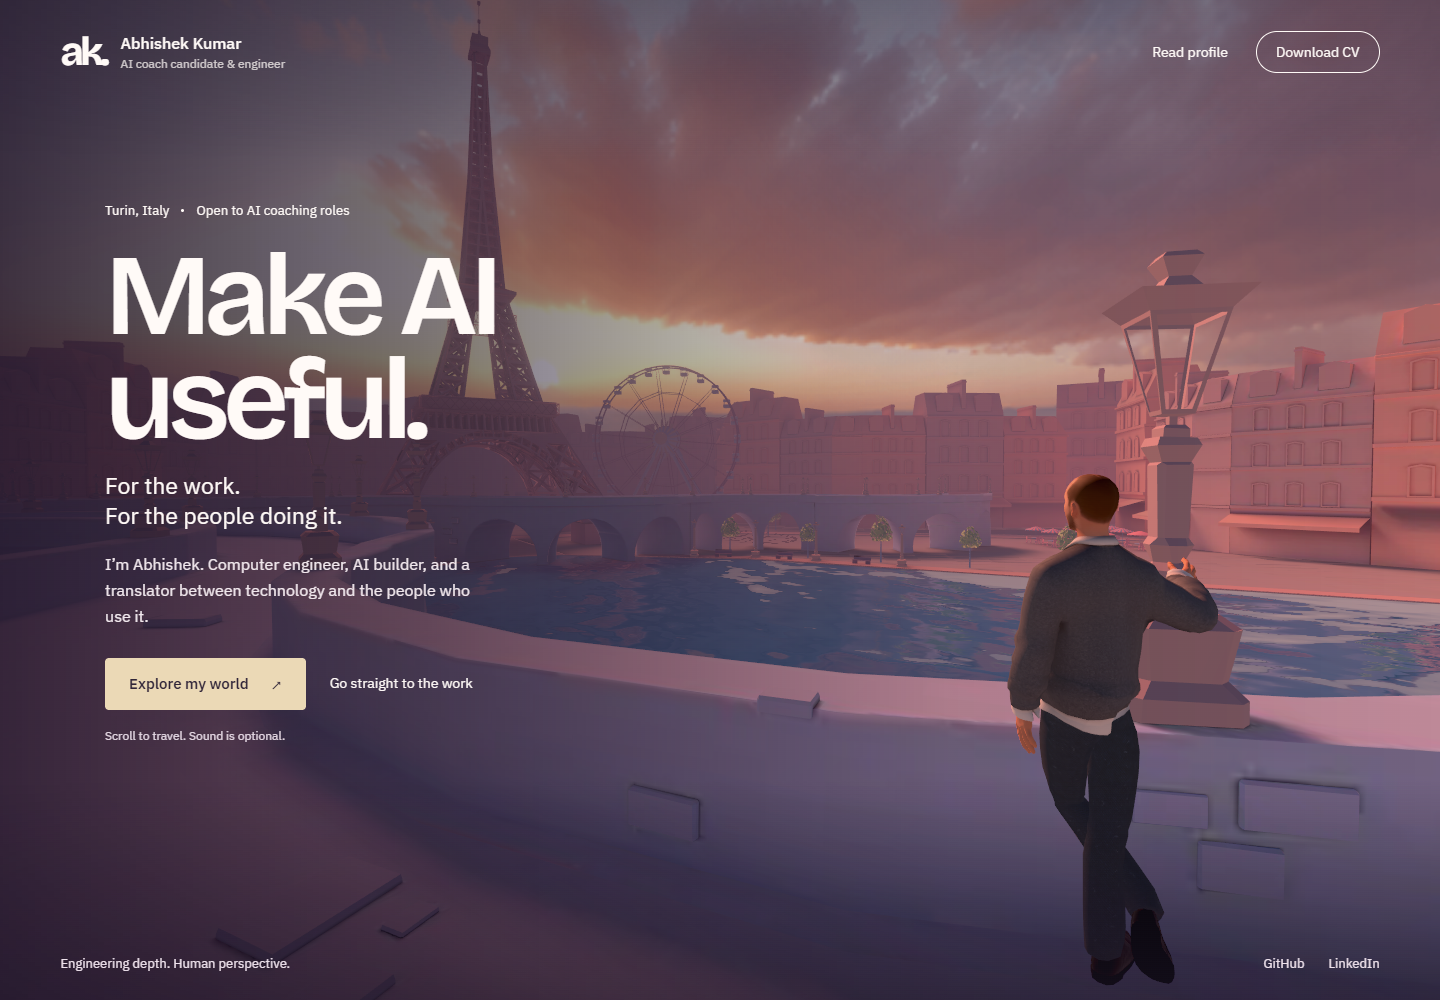 ak.
Abhishek Kumar
AI coach candidate & engineer
Read profile
Download CV
Turin, Italy • Open to AI coaching roles
Make AI
useful.
For the work.
For the people doing it.
I’m Abhishek. Computer engineer, AI builder, and a
translator between technology and the people who
use it.
Explore my world ↗
Go straight to the work
Scroll to travel. Sound is optional.
Engineering depth. Human perspective.
GitHub
LinkedIn